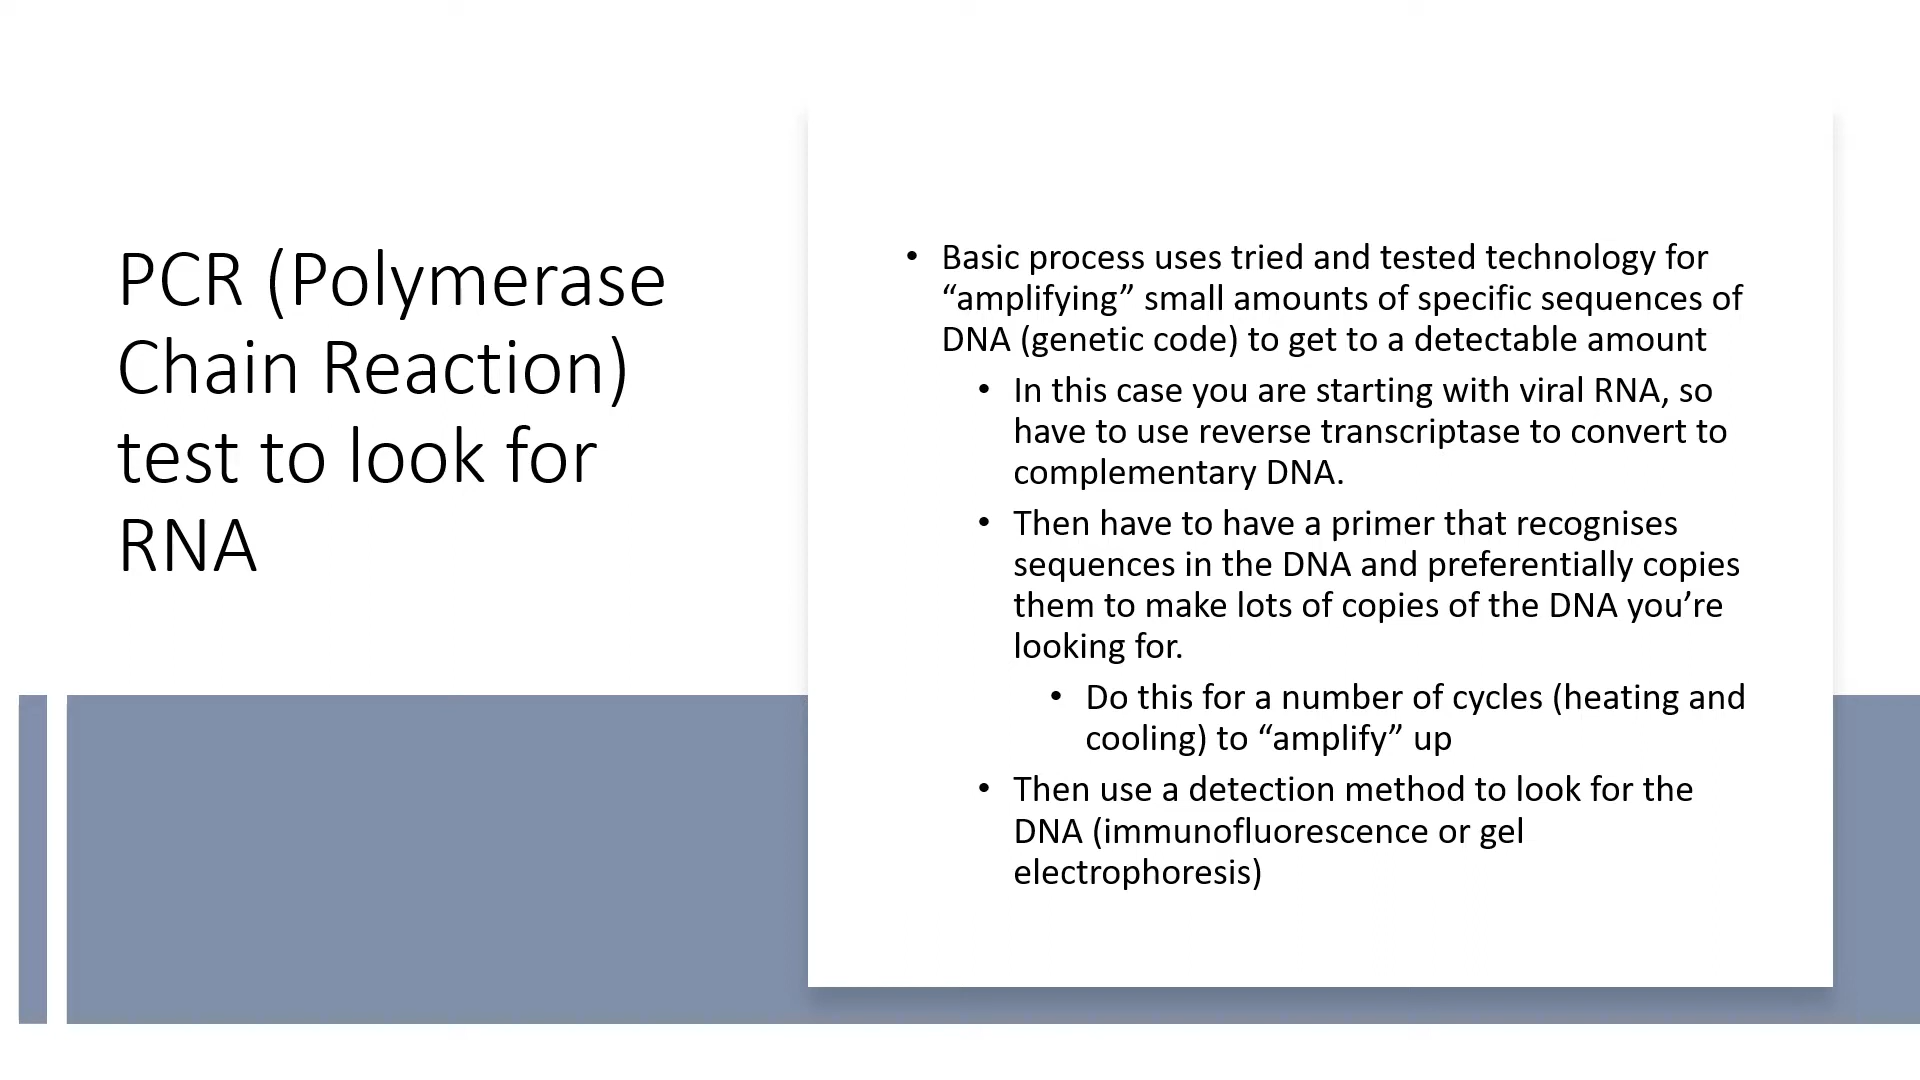 PCR (Polymerase
Chain Reaction)
test to look for
RNA
• Basic process uses tried and tested technology for
“amplifying” small amounts of specific sequences of
DNA (genetic code) to get to a detectable amount
• In this case you are starting with viral RNA, so
have to use reverse transcriptase to convert to
complementary DNA.
• Then have to have a primer that recognises
sequences in the DNA and preferentially copies
them to make lots of copies of the DNA you’re
looking for.
• Do this for a number of cycles (heating and
cooling) to “amplify” up
• Then use a detection method to look for the
DNA (immunofluorescence or gel
electrophoresis)